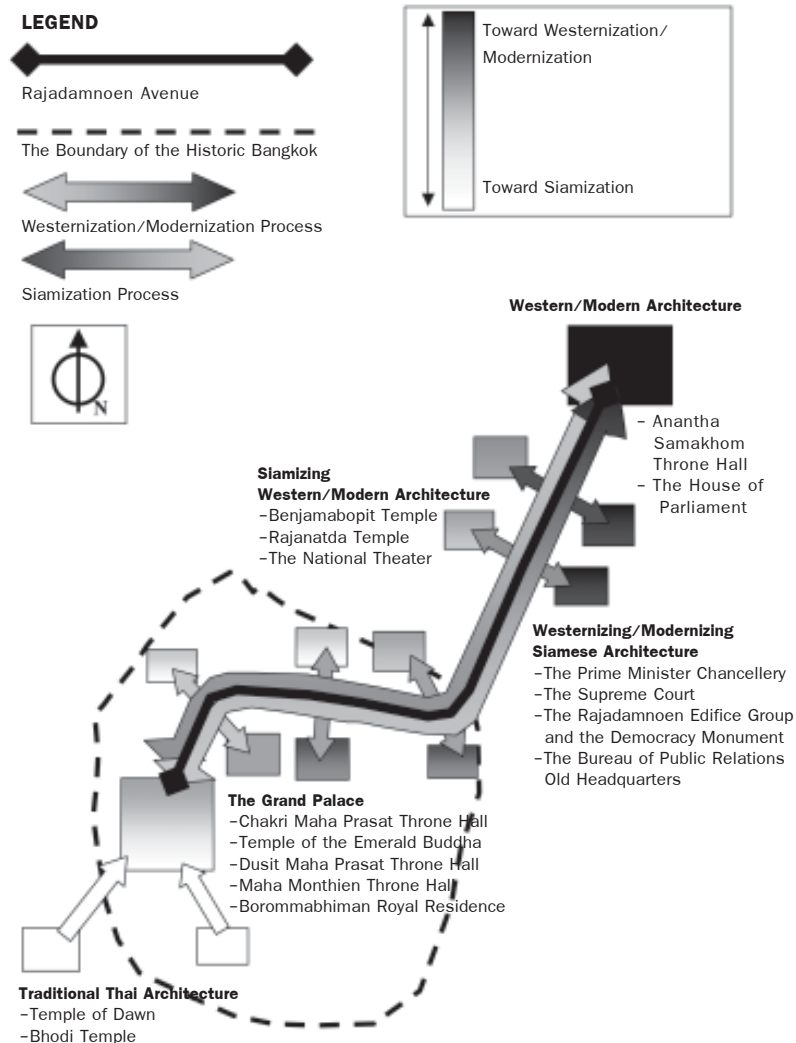 LEGEND
Rajadamnoen Avenue
The Boundary of the Historic Bangkok
Westernization/Modernization Process
Siamization Process
Toward Westernization/
Modernization
Toward Siamization
N
Western/Modern Architecture
– Anantha
Samakhom
Throne Hall
– The House of
Parliament
Siamizing
Western/Modern Architecture
–Benjamabopit Temple
–Rajanatda Temple
–The National Theater
Westernizing/Modernizing
Siamese Architecture
–The Prime Minister Chancellery
–The Supreme Court
–The Rajadamnoen Edifice Group
and the Democracy Monument
–The Bureau of Public Relations
Old Headquarters
The Grand Palace
–Chakri Maha Prasat Throne Hall
–Temple of the Emerald Buddha
–Dusit Maha Prasat Throne Hall
–Maha Monthien Throne Hall
–Borommabhiman Royal Residence
Traditional Thai Architecture
–Temple of Dawn
–Bhodi Temple